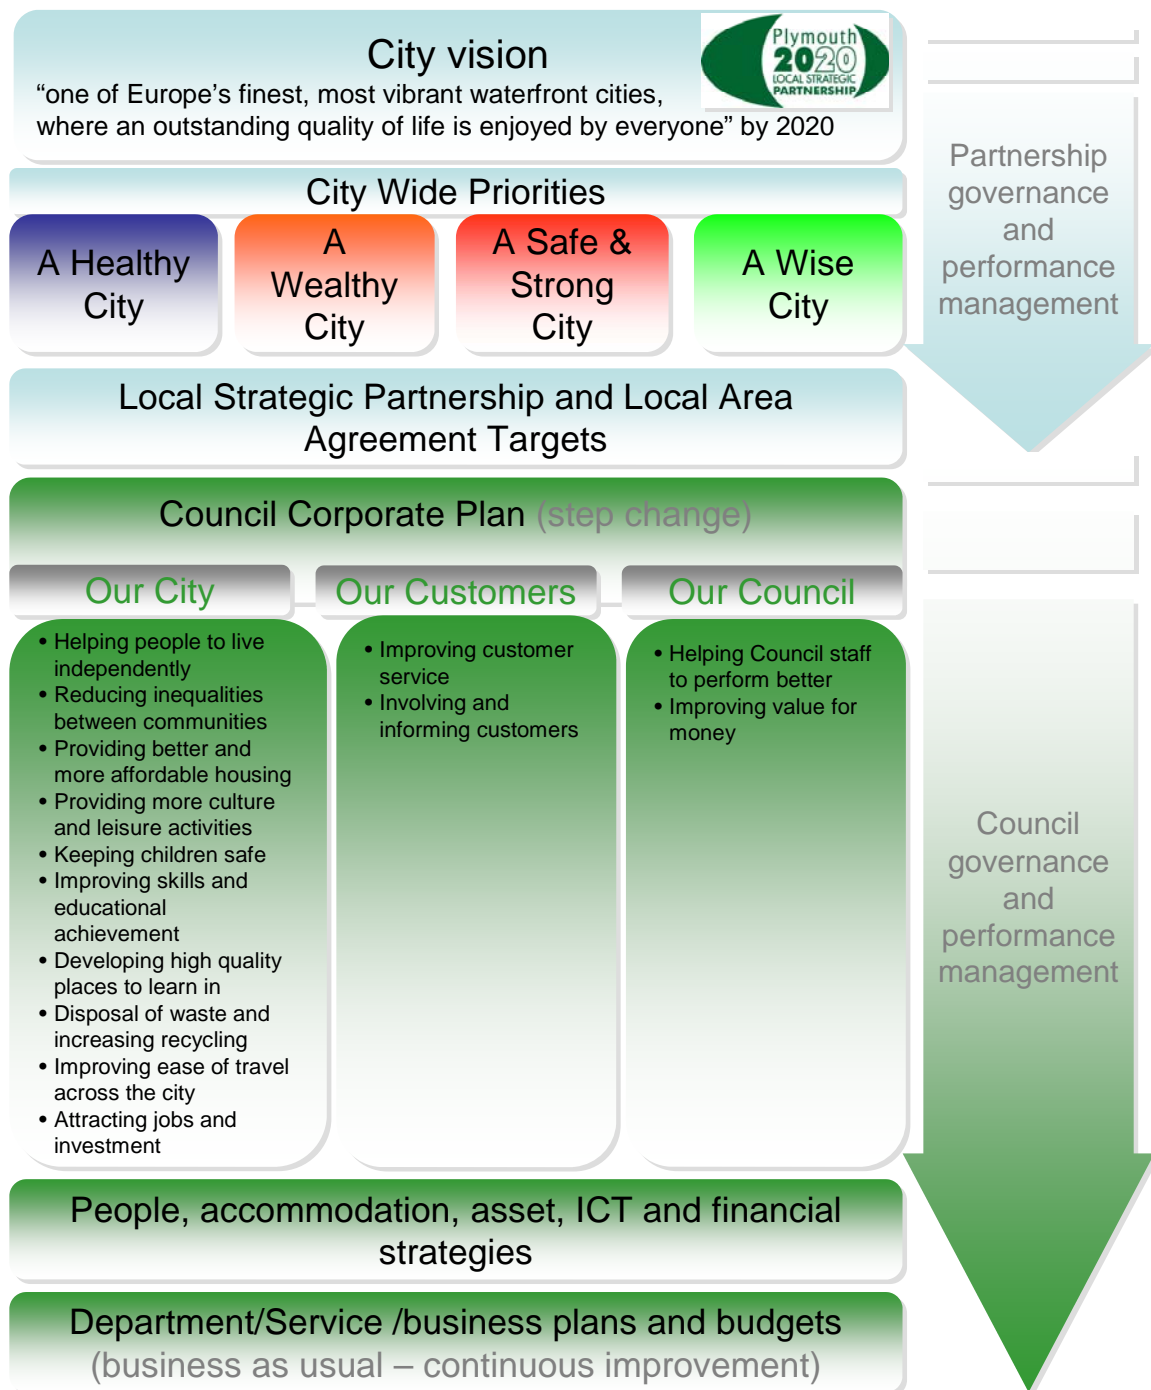 City vision
“one of Europe’s finest, most vibrant waterfront cities,
where an outstanding quality of life is enjoyed by everyone” by 2020
Plymouth
2020
LOCAL STRATEGIC
PARTNERSHIP
City Wide Priorities
A Healthy
City
A
Wealthy
City
A Safe &
Strong
City
A Wise
City
Partnership
governance
and
performance
management
Local Strategic Partnership and Local Area
Agreement Targets
Council Corporate Plan (step change)
Our City
• Helping people to live
independently
• Reducing inequalities
between communities
• Providing better and
more affordable housing
• Providing more culture
and leisure activities
• Keeping children safe
• Improving skills and
educational
achievement
• Developing high quality
places to learn in
• Disposal of waste and
increasing recycling
• Improving ease of travel
across the city
• Attracting jobs and
investment
Our Customers
• Improving customer
service
• Involving and
informing customers
Our Council
• Helping Council staff
to perform better
• Improving value for
money
Council
governance
and
performance
management
People, accommodation, asset, ICT and financial
strategies
Department/Service /business plans and budgets
(business as usual – continuous improvement)